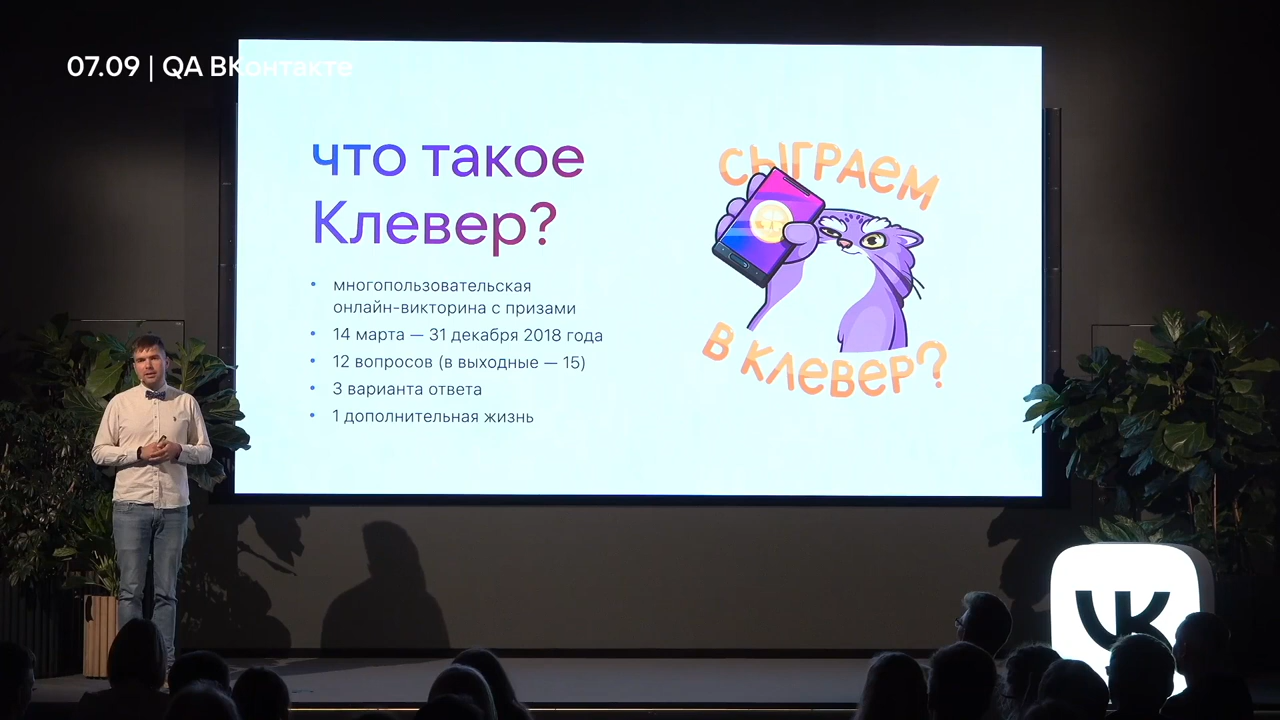 07.09 | QA ВКонтакте
что такое
Клевер?
• многопользовательская
онлайн-викторина с призами
• 14 марта — 31 декабря 2018 года
• 12 вопросов (в выходные — 15)
• 3 варианта ответа
• 1 дополнительная жизнь
СЫГРАЕМ
В КЛЕВЕР?
VK